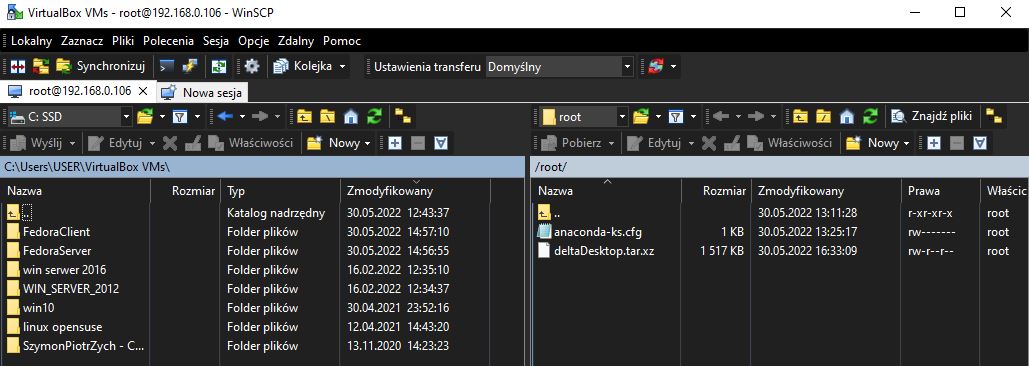 VirtualBox VMs - root@192.168.0.106 - WinSCP
Lokalny Zaznacz Pliki Polecenia Sesja Opcje Zdalny Pomoc
Synchronizuj Kolejka Ustawienia transferu Domyślny
root@192.168.0.106 Nowa sesja
C: SSD root Znajdź pliki
Wyślij Edytuj Właściwości Nowy Pobierz Edytuj Właściwości Nowy
C:\Users\USER\VirtualBox VMs\ /root/
Nazwa Rozmiar Typ Zmodyfikowany Nazwa Rozmiar Zmodyfikowany Prawa Właścic
.. Katalog nadrzędny 30.05.2022 12:43:37 .. 30.05.2022 13:11:28 r-xr-xr-x root
FedoraClient Folder plików 30.05.2022 14:57:10 anaconda-ks.cfg 1 KB 30.05.2022 13:25:17 rw------- root
FedoraServer Folder plików 30.05.2022 14:56:55 deltaDesktop.tar.xz 1 517 KB 30.05.2022 16:33:09 rw-r--r-- root
win serwer 2016 Folder plików 16.02.2022 12:35:10
WIN_SERVER_2012 Folder plików 16.02.2022 12:34:37
win10 Folder plików 30.04.2021 23:52:16
linux opensuse Folder plików 12.04.2021 14:43:20
SzymonPiotrZych - C... Folder plików 13.11.2020 14:23:23